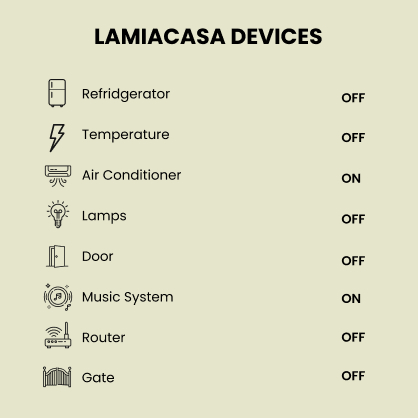 LAMIACASA DEVICES
Refridgerator OFF
Temperature OFF
Air Conditioner ON
Lamps OFF
Door OFF
Music System ON
Router OFF
Gate OFF